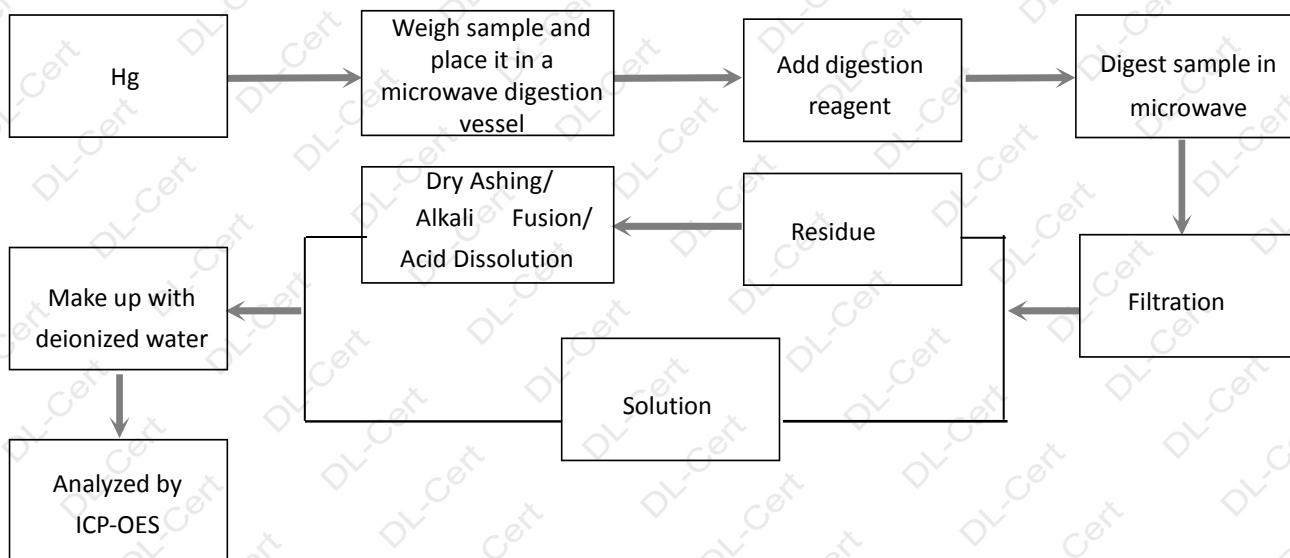 Hg
Weigh sample and
place it in a
microwave digestion
vessel
Add digestion
reagent
Digest sample in
microwave
Dry Ashing/
Alkali Fusion/
Acid Dissolution
Residue
Filtration
Make up with
deionized water
Solution
Analyzed by
ICP-OES
DL-Cert